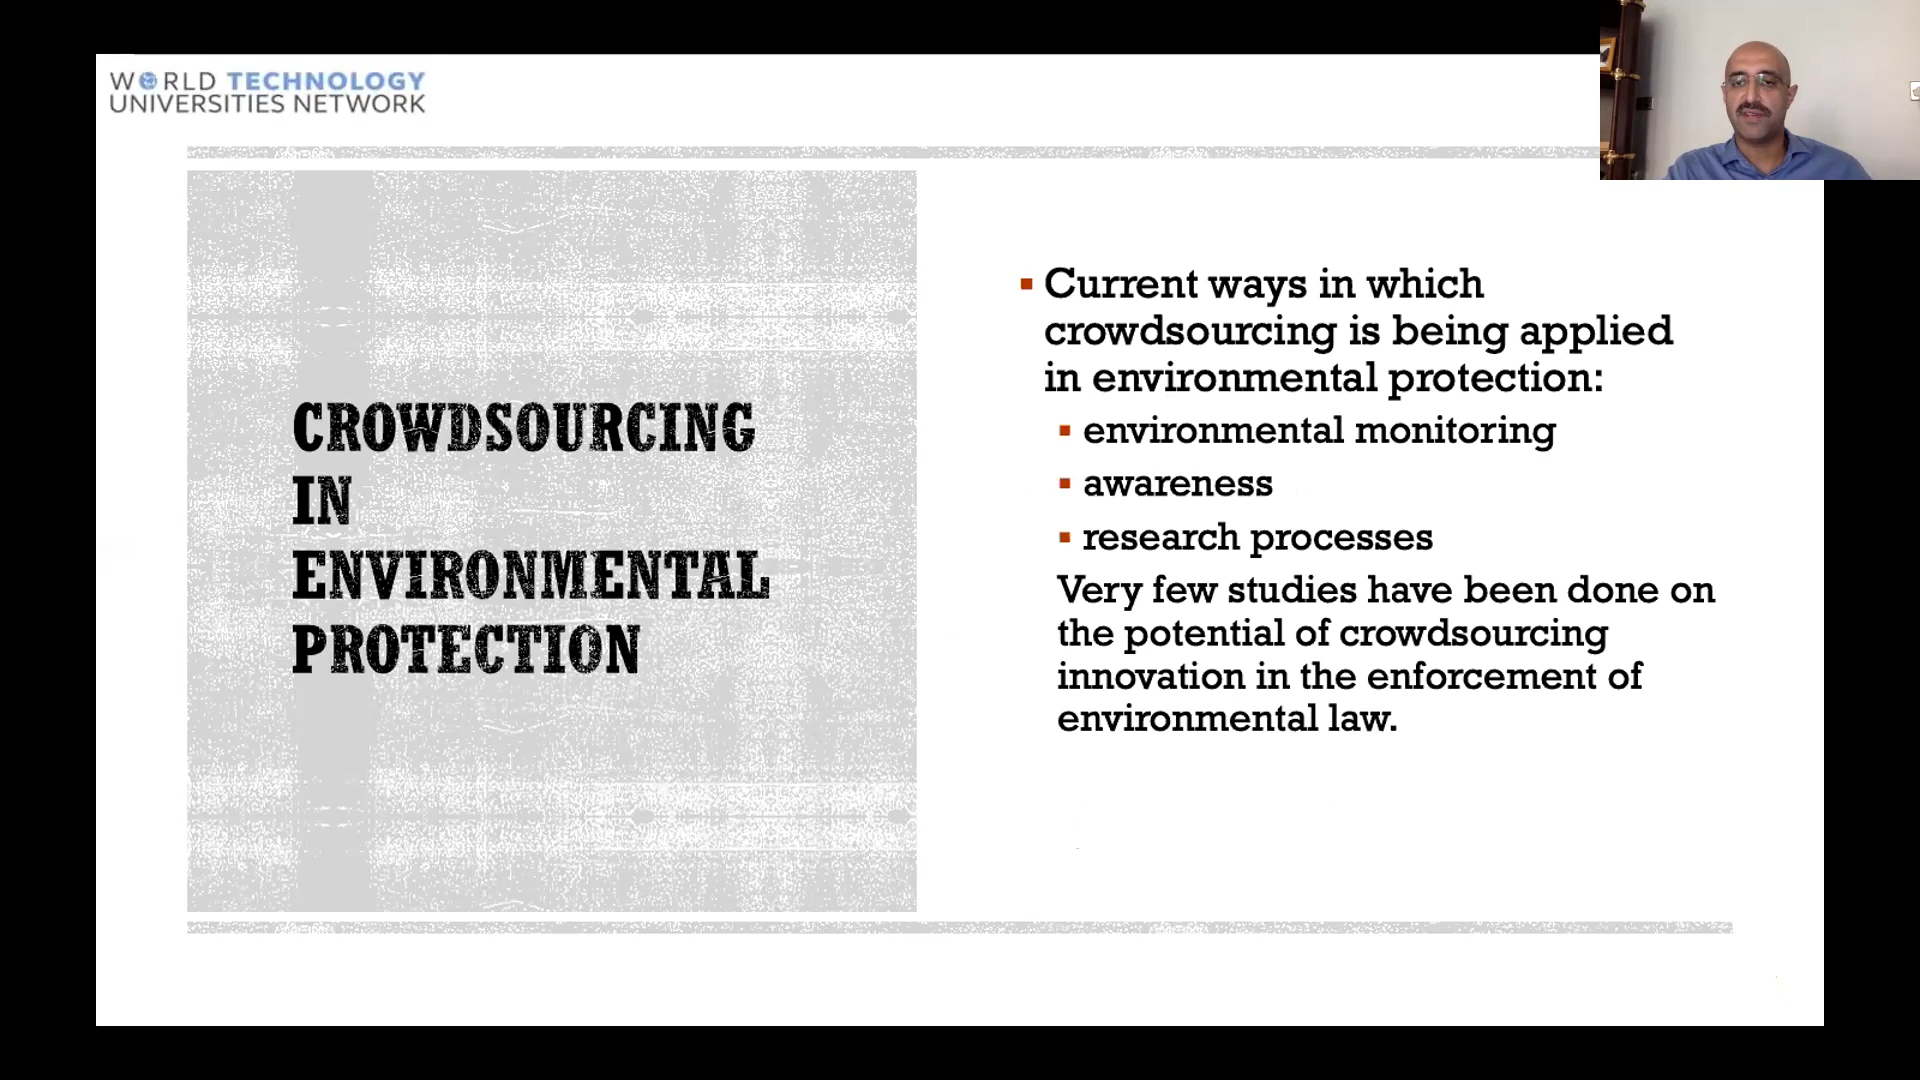 WORLD TECHNOLOGY
UNIVERSITIES NETWORK
CROWDSOURCING
IN
ENVIRONMENTAL
PROTECTION
▪ Current ways in which
crowdsourcing is being applied
in environmental protection:
▪ environmental monitoring
▪ awareness
▪ research processes
Very few studies have been done on
the potential of crowdsourcing
innovation in the enforcement of
environmental law.